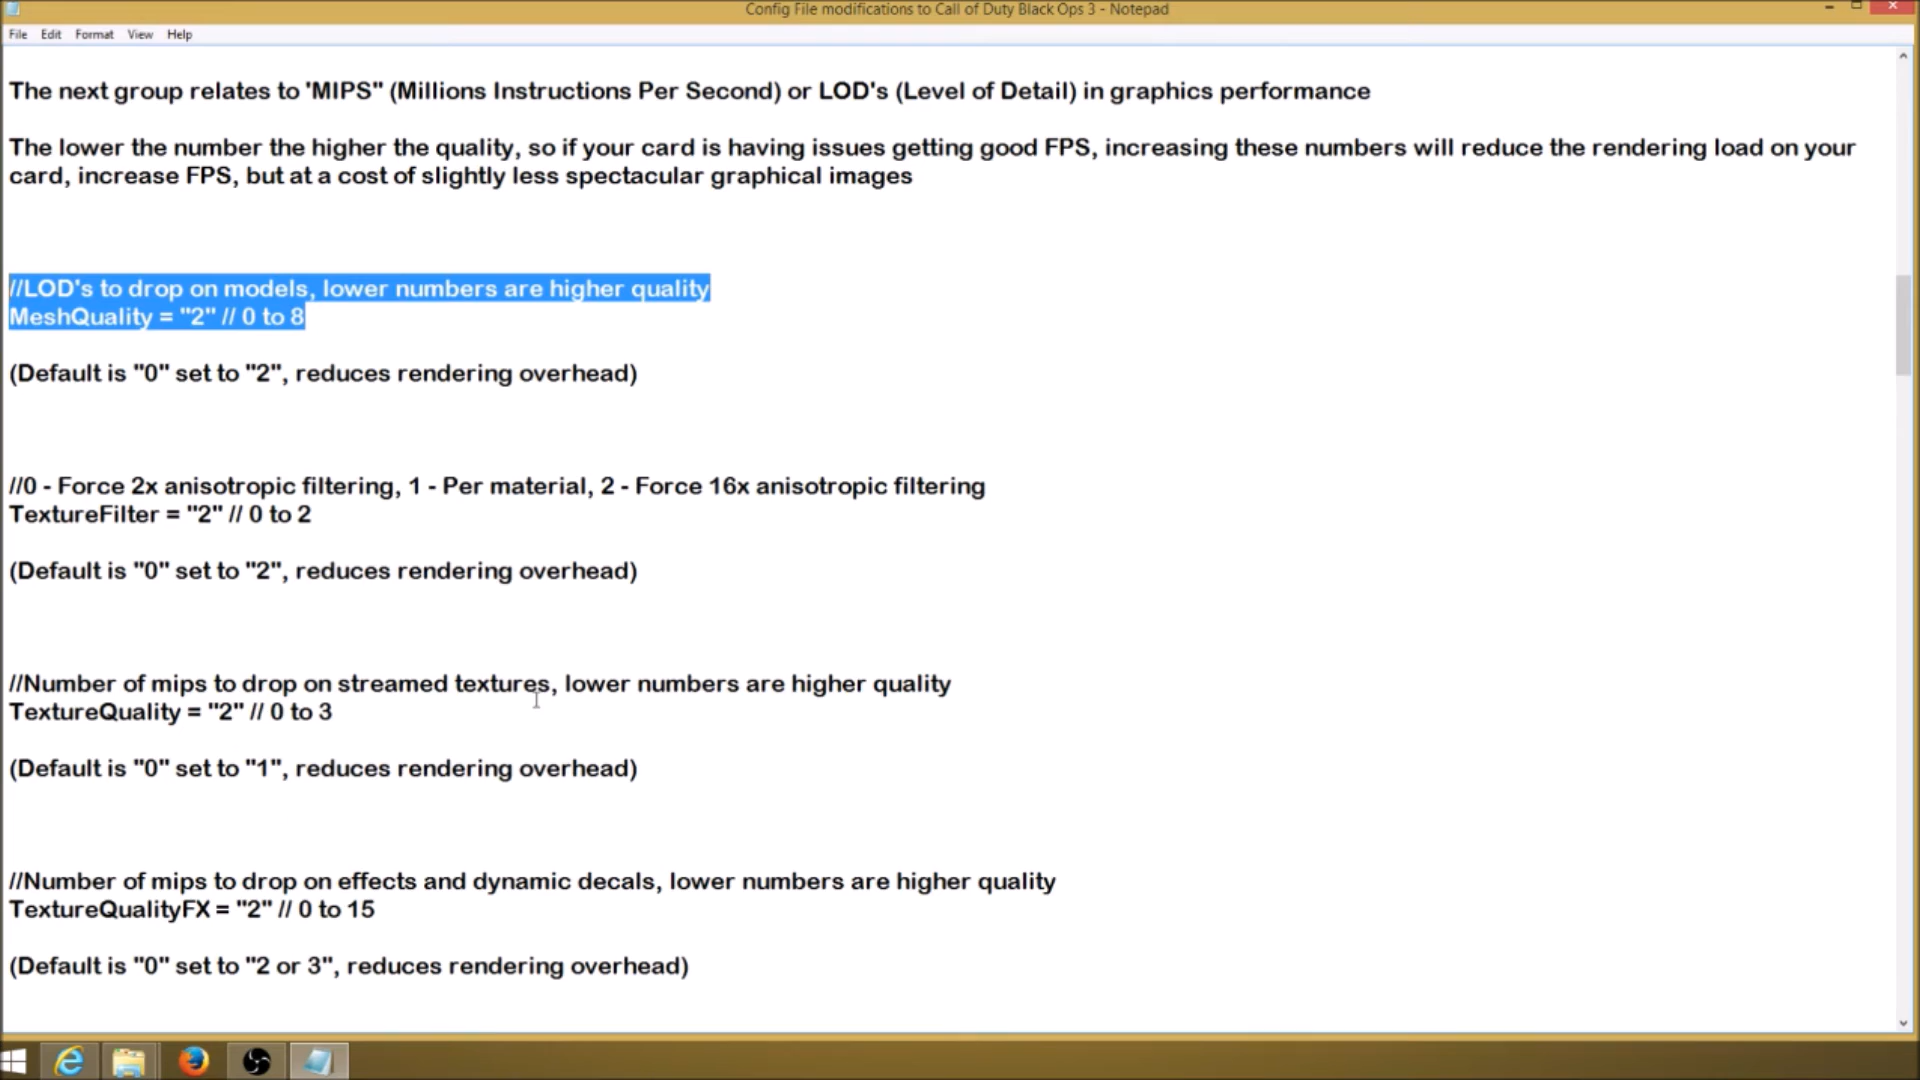 Config File modifications to Call of Duty Black Ops 3 - Notepad
File Edit Format View Help
The next group relates to 'MIPS" (Millions Instructions Per Second) or LOD's (Level of Detail) in graphics performance
The lower the number the higher the quality, so if your card is having issues getting good FPS, increasing these numbers will reduce the rendering load on your
card, increase FPS, but at a cost of slightly less spectacular graphical images
//LOD's to drop on models, lower numbers are higher quality
MeshQuality = "2" // 0 to 8
(Default is "0" set to "2", reduces rendering overhead)
//0 - Force 2x anisotropic filtering, 1 - Per material, 2 - Force 16x anisotropic filtering
TextureFilter = "2" // 0 to 2
(Default is "0" set to "2", reduces rendering overhead)
//Number of mips to drop on streamed textures, lower numbers are higher quality
TextureQuality = "2" // 0 to 3
(Default is "0" set to "1", reduces rendering overhead)
//Number of mips to drop on effects and dynamic decals, lower numbers are higher quality
TextureQualityFX = "2" // 0 to 15
(Default is "0" set to "2 or 3", reduces rendering overhead)